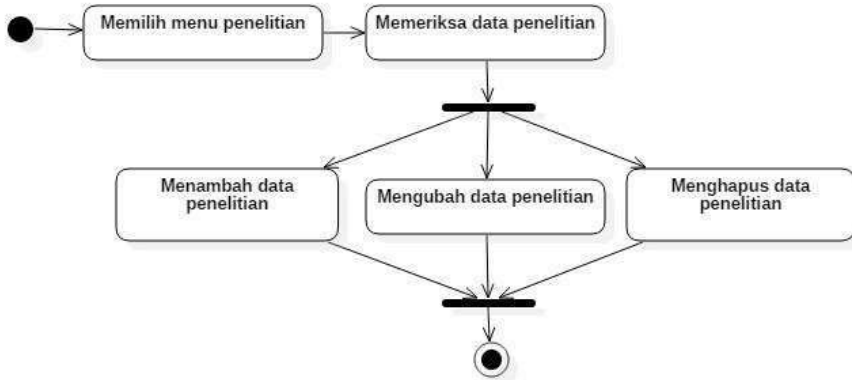 Memilih menu penelitian
Memeriksa data penelitian
Menambah data
penelitian
Mengubah data penelitian
Menghapus data
penelitian